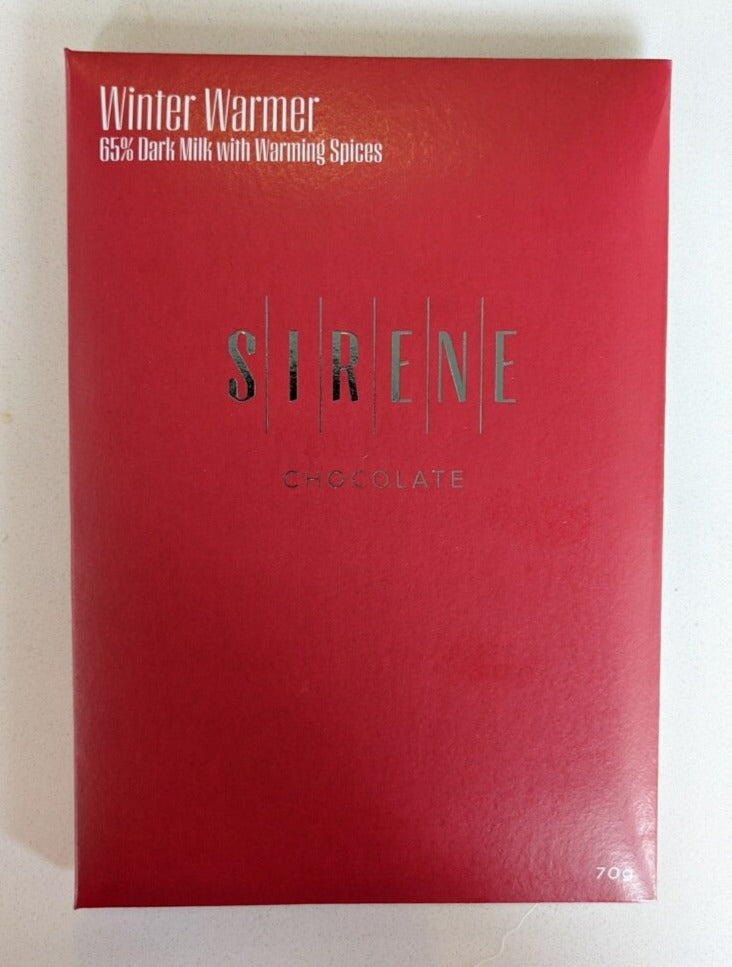 Winter Warmer
65% Dark Milk with Warming Spices
SIRENE
CHOCOLATE
70g